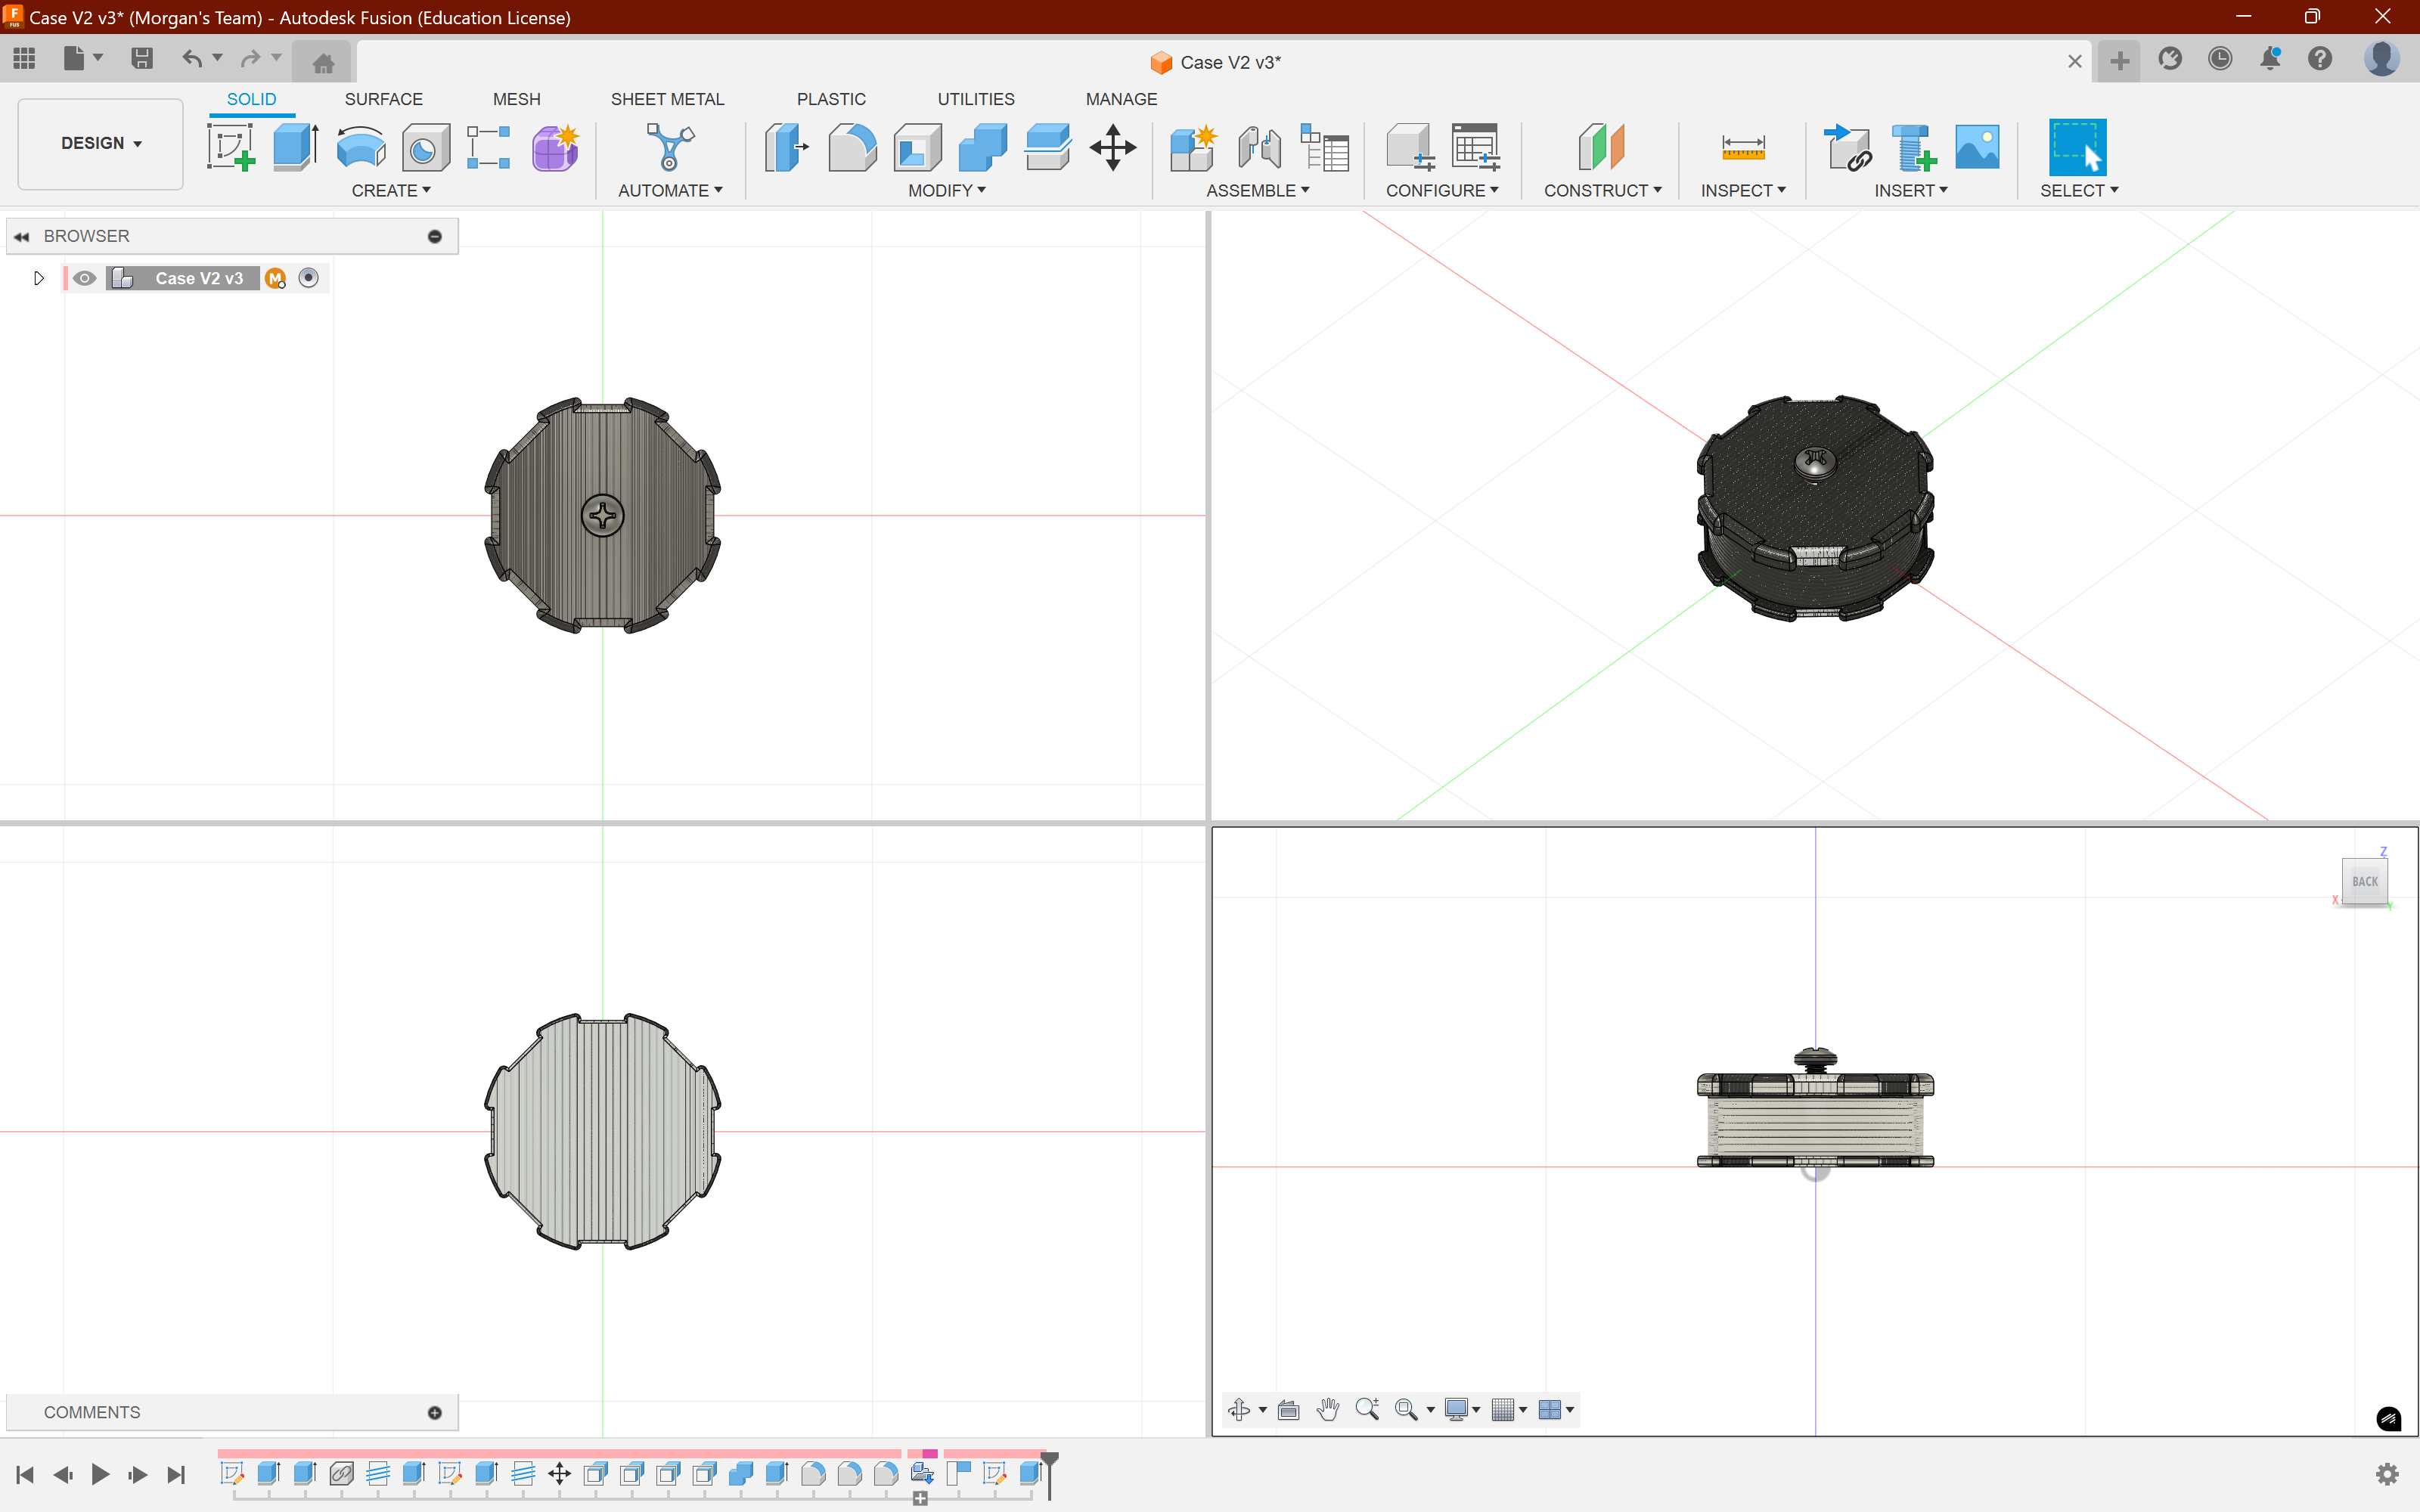 Case V2 v3* (Morgan's Team) - Autodesk Fusion (Education License)
Case V2 v3*
DESIGN
SOLID
SURFACE
MESH
SHEET METAL
PLASTIC
UTILITIES
MANAGE
CREATE
AUTOMATE
MODIFY
ASSEMBLE
CONFIGURE
CONSTRUCT
INSPECT
INSERT
SELECT
BROWSER
Case V2 v3
M
Z
BACK
X
Y
COMMENTS